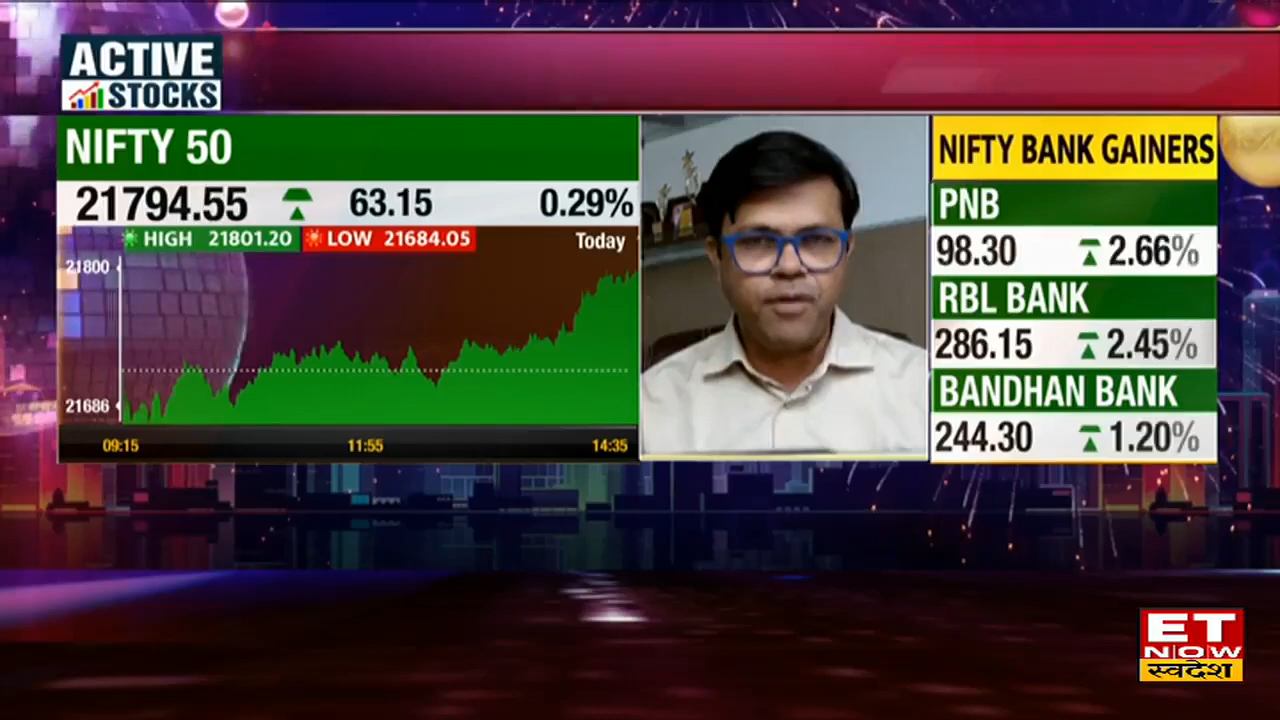 ACTIVE
STOCKS
NIFTY 50
21794.55 63.15 0.29%
HIGH 21801.20 LOW 21684.05 Today
21800
21686
09:15 11:55 14:35
NIFTY BANK GAINERS
PNB
98.30 2.66%
RBL BANK
286.15 2.45%
BANDHAN BANK
244.30 1.20%
ET
NOW
स्वदेश